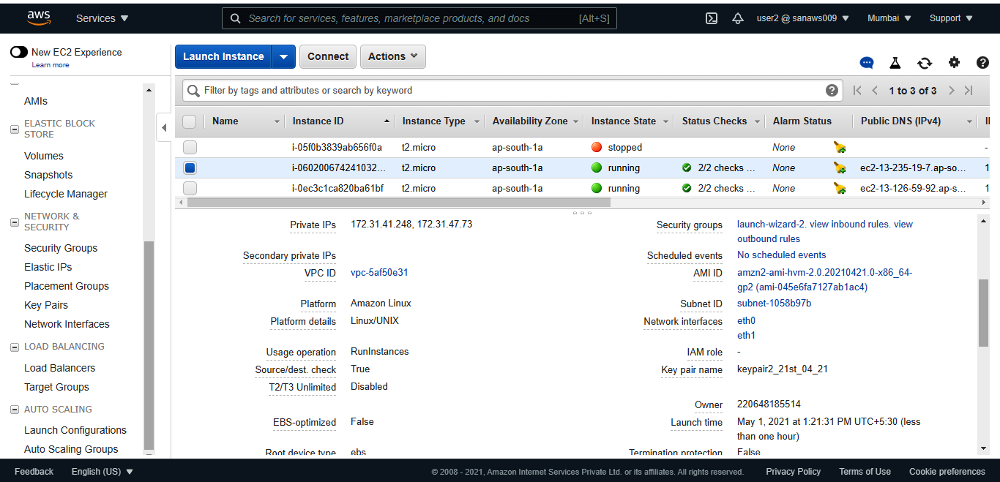 aws
Services
Search for services, features, marketplace products, and docs [Alt+S]
user2 @ sanaws009
Mumbai
Support
New EC2 Experience
Learn more
AMIs
ELASTIC BLOCK
STORE
Volumes
Snapshots
Lifecycle Manager
NETWORK &
SECURITY
Security Groups
Elastic IPs
Placement Groups
Key Pairs
Network Interfaces
LOAD BALANCING
Load Balancers
Target Groups
AUTO SCALING
Launch Configurations
Auto Scaling Groups
Launch Instance
Connect
Actions
Filter by tags and attributes or search by keyword
1 to 3 of 3
Name Instance ID Instance Type Availability Zone Instance State Status Checks Alarm Status Public DNS (IPv4)
i-05f0b3839ab656f0a t2.micro ap-south-1a stopped None -
i-060200674241032... t2.micro ap-south-1a running 2/2 checks ... None ec2-13-235-19-7.ap-so... 1
i-0ec3c1ca820ba61bf t2.micro ap-south-1a running 2/2 checks ... None ec2-13-126-59-92.ap-s... 1
Private IPs 172.31.41.248, 172.31.47.73
Secondary private IPs
VPC ID vpc-5af50e31
Platform Amazon Linux
Platform details Linux/UNIX
Usage operation RunInstances
Source/dest. check True
T2/T3 Unlimited Disabled
EBS-optimized False
Root device type ebs
Security groups launch-wizard-2. view inbound rules. view
outbound rules
Scheduled events No scheduled events
AMI ID amzn2-ami-hvm-2.0.20210421.0-x86_64-
gp2 (ami-045e6fa7127ab1ac4)
Subnet ID subnet-1058b97b
Network interfaces eth0
eth1
IAM role -
Key pair name keypair2_21st_04_21
Owner 220648185514
Launch time May 1, 2021 at 1:21:31 PM UTC+5:30 (less
than one hour)
Termination protection False
Feedback
English (US)
© 2008 - 2021, Amazon Internet Services Private Ltd. or its affiliates. All rights reserved.
Privacy Policy
Terms of Use
Cookie preferences